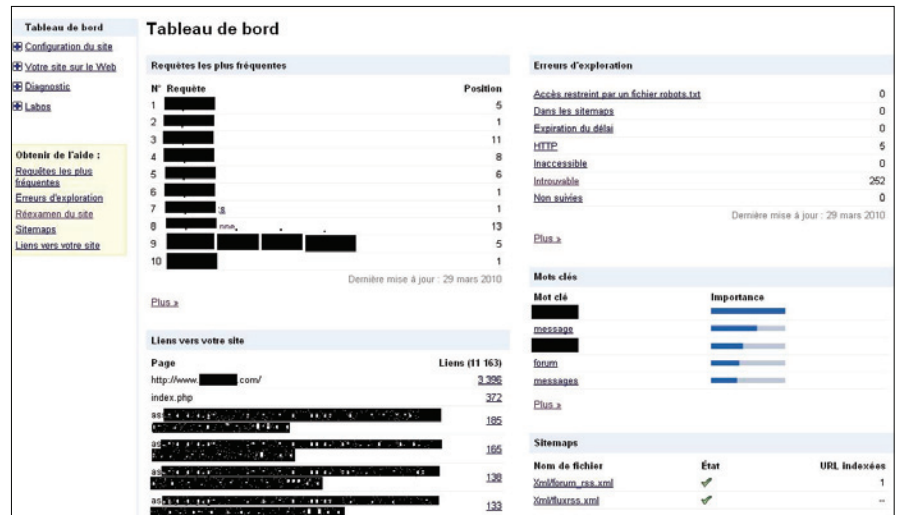 Tableau de bord
Configuration du site
Votre site sur le Web
Diagnostic
Labos
Obtenir de l'aide :
Requêtes les plus
fréquentes
Erreurs d'exploration
Réexamen du site
Sitemaps
Liens vers votre site
Tableau de bord
Requêtes les plus fréquentes
N° Requête Position
1 5
2 1
3 11
4 8
5 6
6 1
7 1
8 13
9 5
10 1
Dernière mise à jour : 29 mars 2010
Plus »
Liens vers votre site
Page Liens (11 163)
http://www. .com/ 3 396
index.php 372
as 185
as 165
as 138
as 133
Erreurs d'exploration
Accès restreint par un fichier robots.txt 0
Dans les sitemaps 0
Expiration du délai 0
HTTP 5
Inaccessible 0
Introuvable 252
Non suivies 0
Dernière mise à jour : 29 mars 2010
Plus »
Mots clés
Mot clé Importance
message
forum
messages
Plus »
Sitemaps
Nom de fichier État URL indexées
Xml/forum_rss.xml 1
Xml/fluxrss.xml --